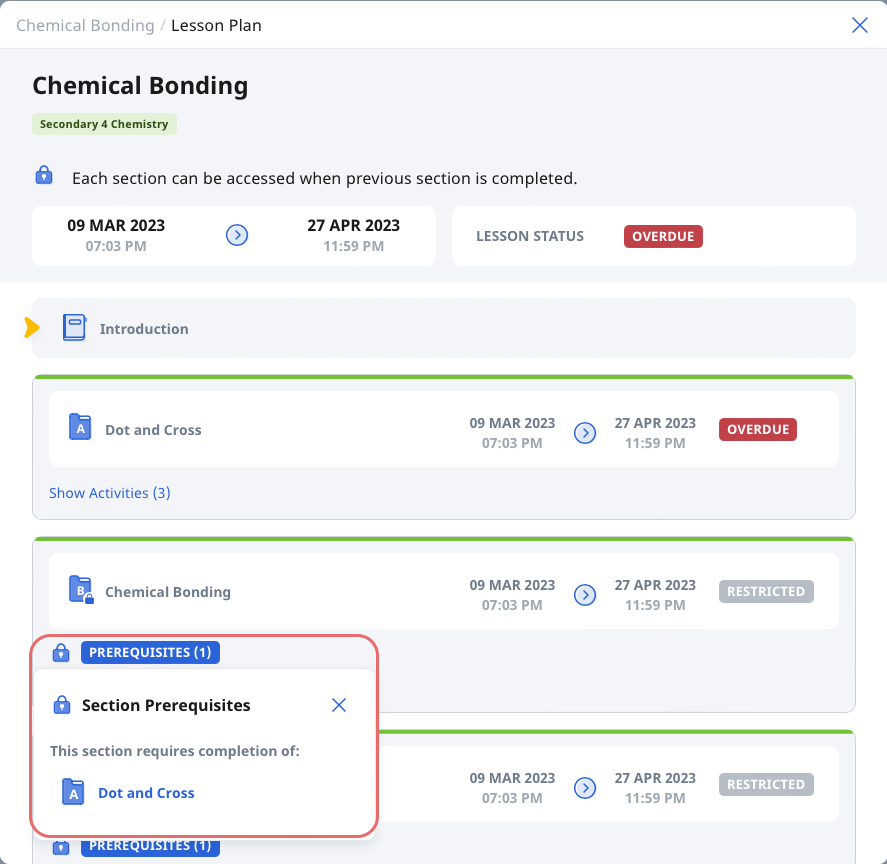 Chemical Bonding / Lesson Plan
Chemical Bonding
Secondary 4 Chemistry
Each section can be accessed when previous section is completed.
09 MAR 2023
07:03 PM
27 APR 2023
11:59 PM
LESSON STATUS OVERDUE
Introduction
A Dot and Cross
09 MAR 2023
07:03 PM
27 APR 2023
11:59 PM
OVERDUE
Show Activities (3)
B Chemical Bonding
09 MAR 2023
07:03 PM
27 APR 2023
11:59 PM
RESTRICTED
PREREQUISITES (1)
Section Prerequisites
This section requires completion of:
A Dot and Cross
09 MAR 2023
07:03 PM
27 APR 2023
11:59 PM
RESTRICTED
PREREQUISITES (1)